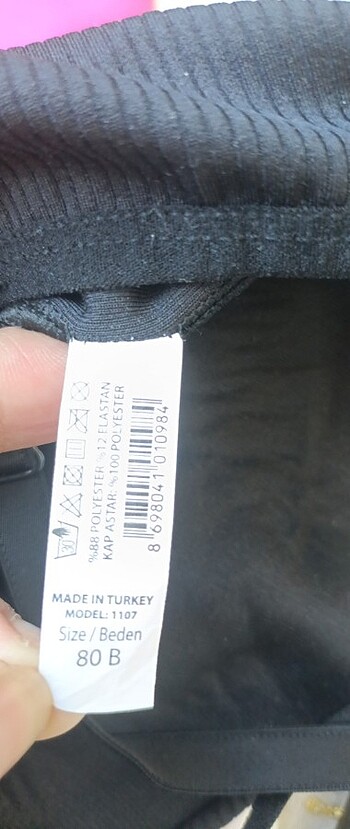 %88 POLYESTER %12 ELASTAN
KAP ASTAR: %100 POLYESTER
8 698041 010984
MADE IN TURKEY
MODEL: 1107
Size / Beden
80 B